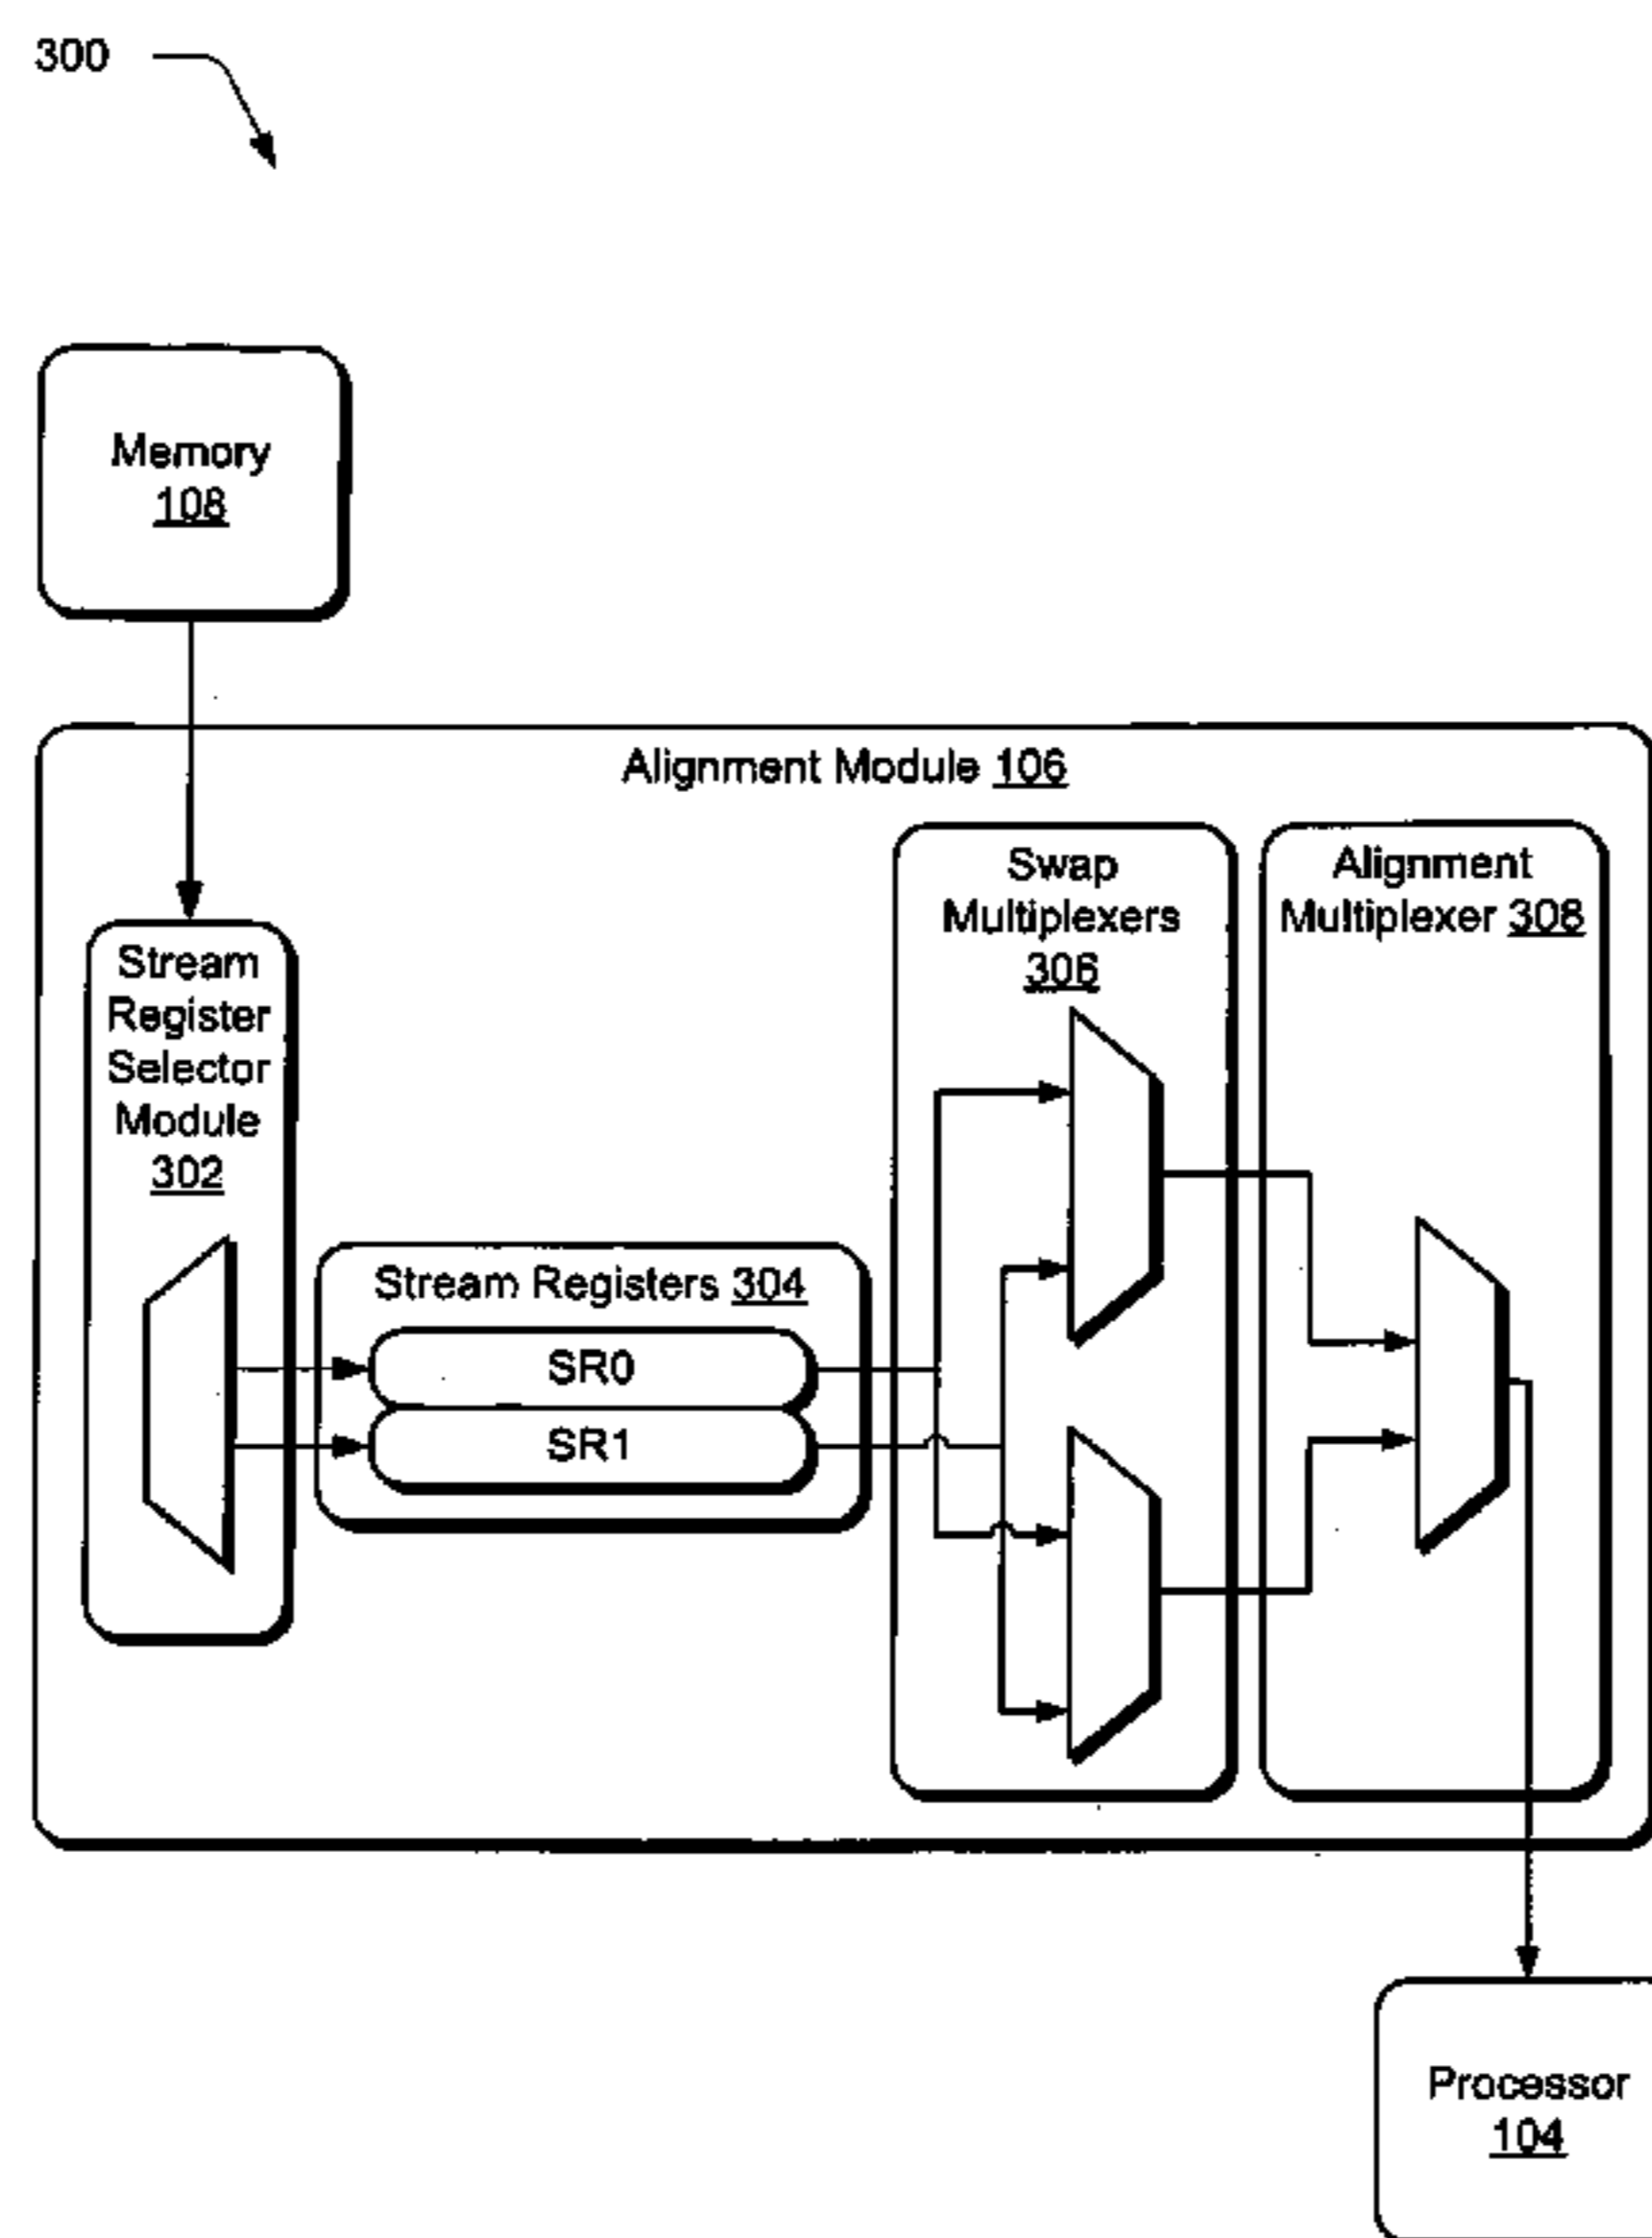 300
Memory
108
Alignment Module 106
Stream
Register
Selector
Module
302
Stream Registers 304
SR0
SR1
Swap
Multiplexers
306
Alignment
Multiplexer 308
Processor
104